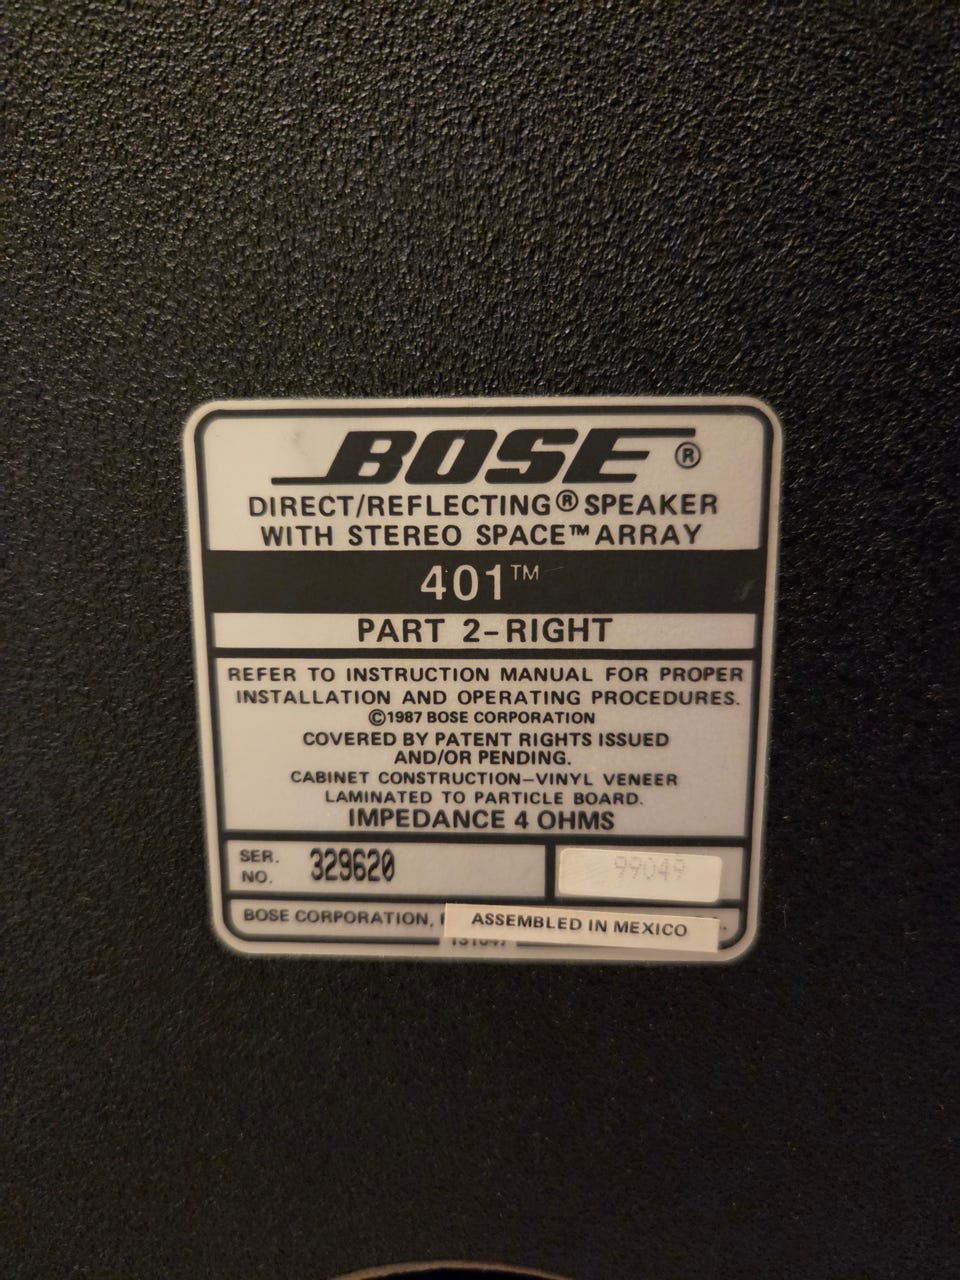 BOSE®
DIRECT/REFLECTING® SPEAKER
WITH STEREO SPACE™ ARRAY
401™
PART 2-RIGHT
REFER TO INSTRUCTION MANUAL FOR PROPER
INSTALLATION AND OPERATING PROCEDURES.
©1987 BOSE CORPORATION
COVERED BY PATENT RIGHTS ISSUED
AND/OR PENDING.
CABINET CONSTRUCTION—VINYL VENEER
LAMINATED TO PARTICLE BOARD.
IMPEDANCE 4 OHMS
SER. NO. 329620
99049
BOSE CORPORATION,
ASSEMBLED IN MEXICO